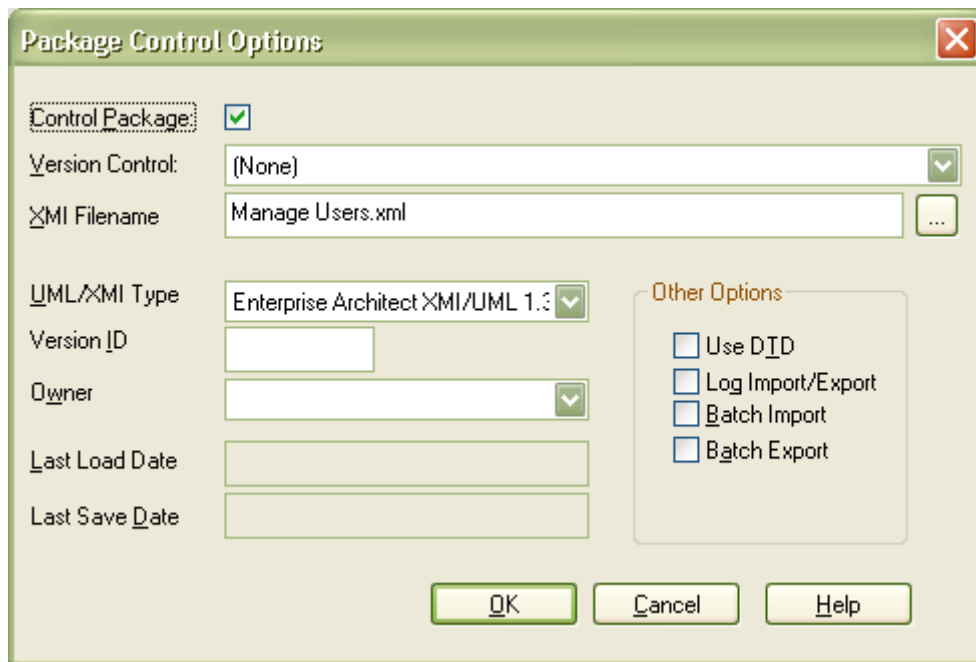 Package Control Options
Control Package:
Version Control:
(None)
XMI Filename
Manage Users.xml
...
UML/XMI Type
Enterprise Architect XMI/UML 1.3
Version ID
Owner
Last Load Date
Last Save Date
Other Options
Use DTD
Log Import/Export
Batch Import
Batch Export
OK
Cancel
Help